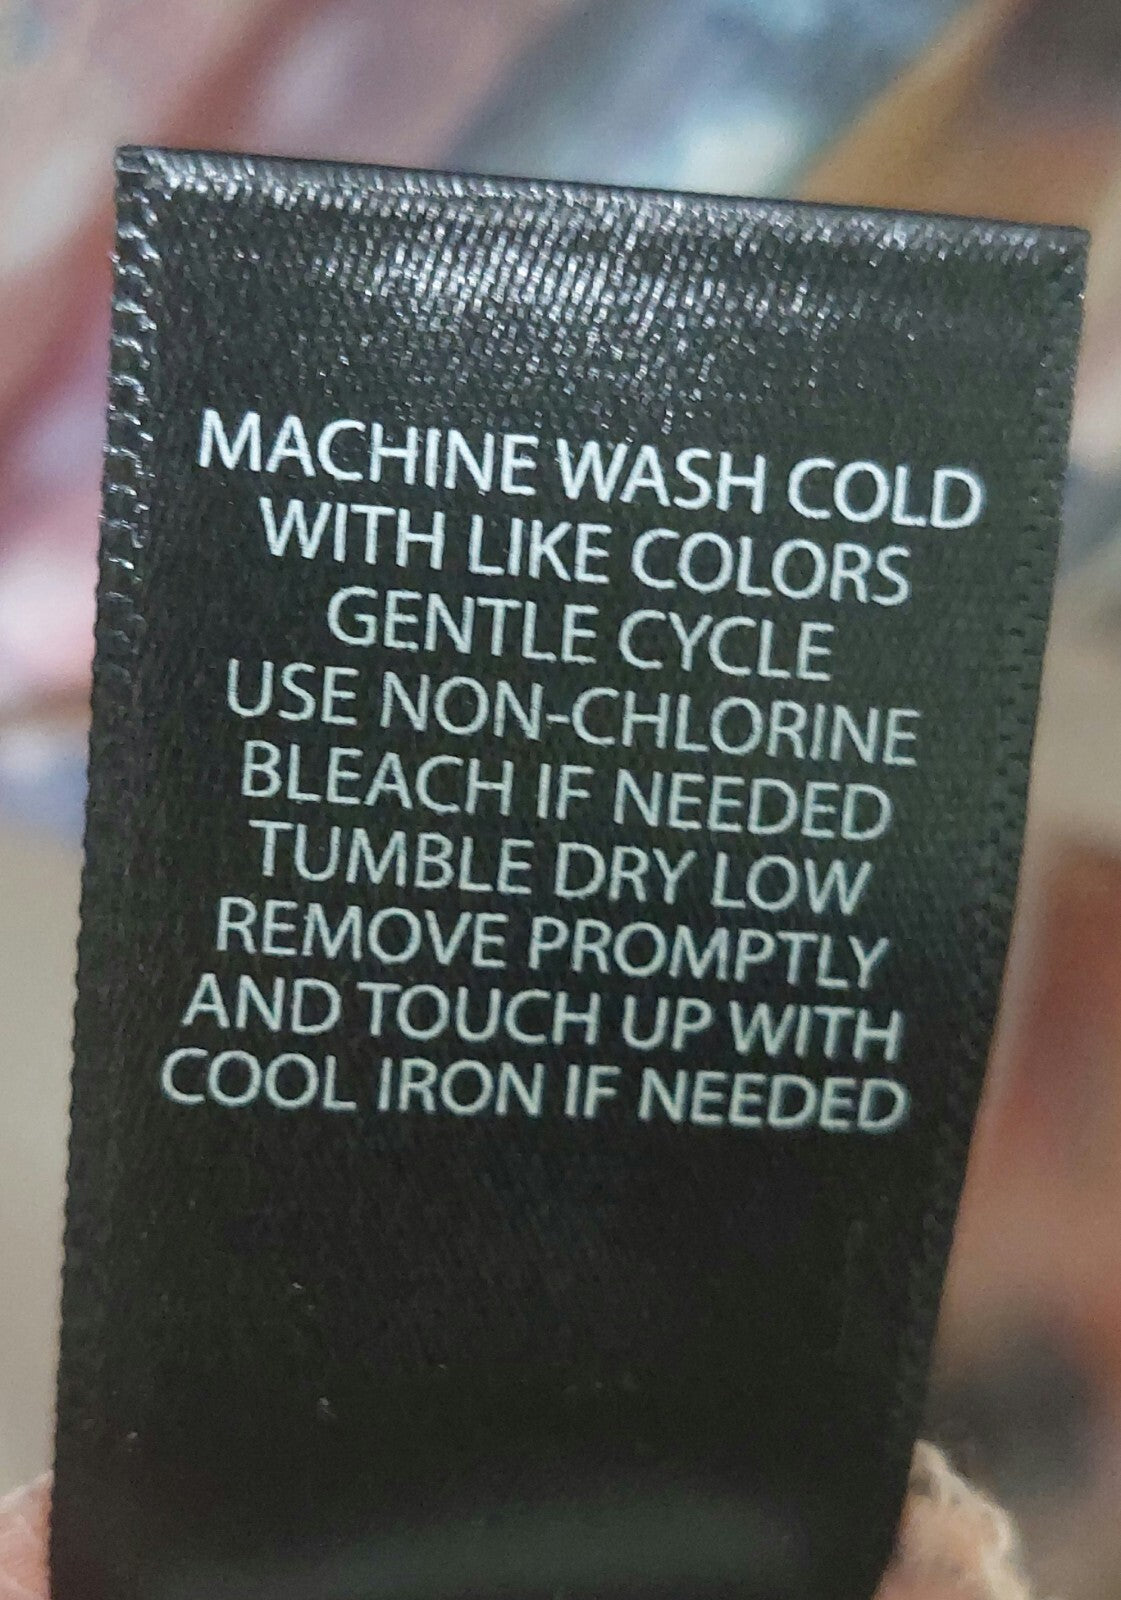 MACHINE WASH COLD
WITH LIKE COLORS
GENTLE CYCLE
USE NON-CHLORINE
BLEACH IF NEEDED
TUMBLE DRY LOW
REMOVE PROMPTLY
AND TOUCH UP WITH
COOL IRON IF NEEDED